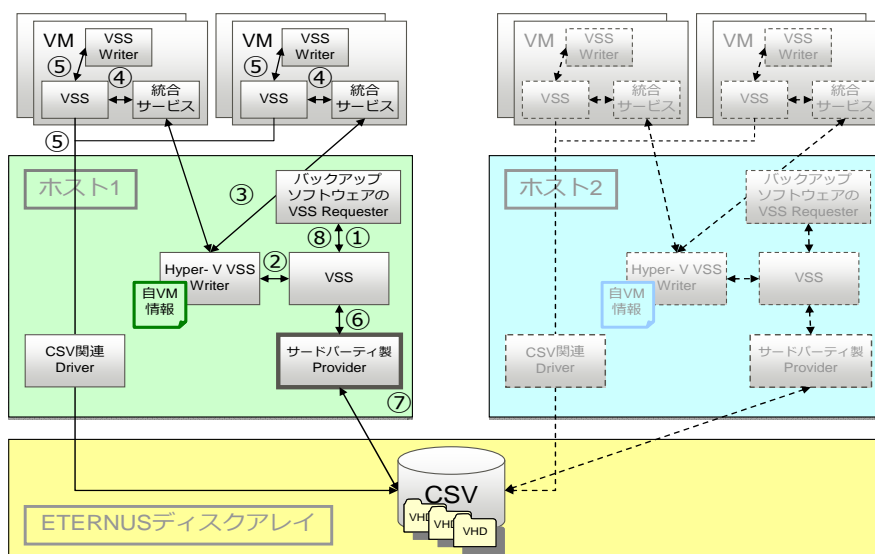 VM
VSS
Writer
⑤
④
VSS
統合
サービス
VM
VSS
Writer
⑤
④
VSS
統合
サービス
VM
VSS
Writer
VSS
統合
サービス
VM
VSS
Writer
VSS
統合
サービス
⑤
ホスト1
③
バックアップ
ソフトウェアの
VSS Requester
⑧
①
Hyper- V VSS
Writer
②
VSS
自VM
情報
⑥
CSV関連
Driver
サードパーティ製
Provider
⑦
ホスト2
バックアップ
ソフトウェアの
VSS Requester
Hyper- V VSS
Writer
VSS
自VM
情報
CSV関連
Driver
サードパーティ製
Provider
CSV
VHD
VHD
VHD
ETERNUSディスクアレイ